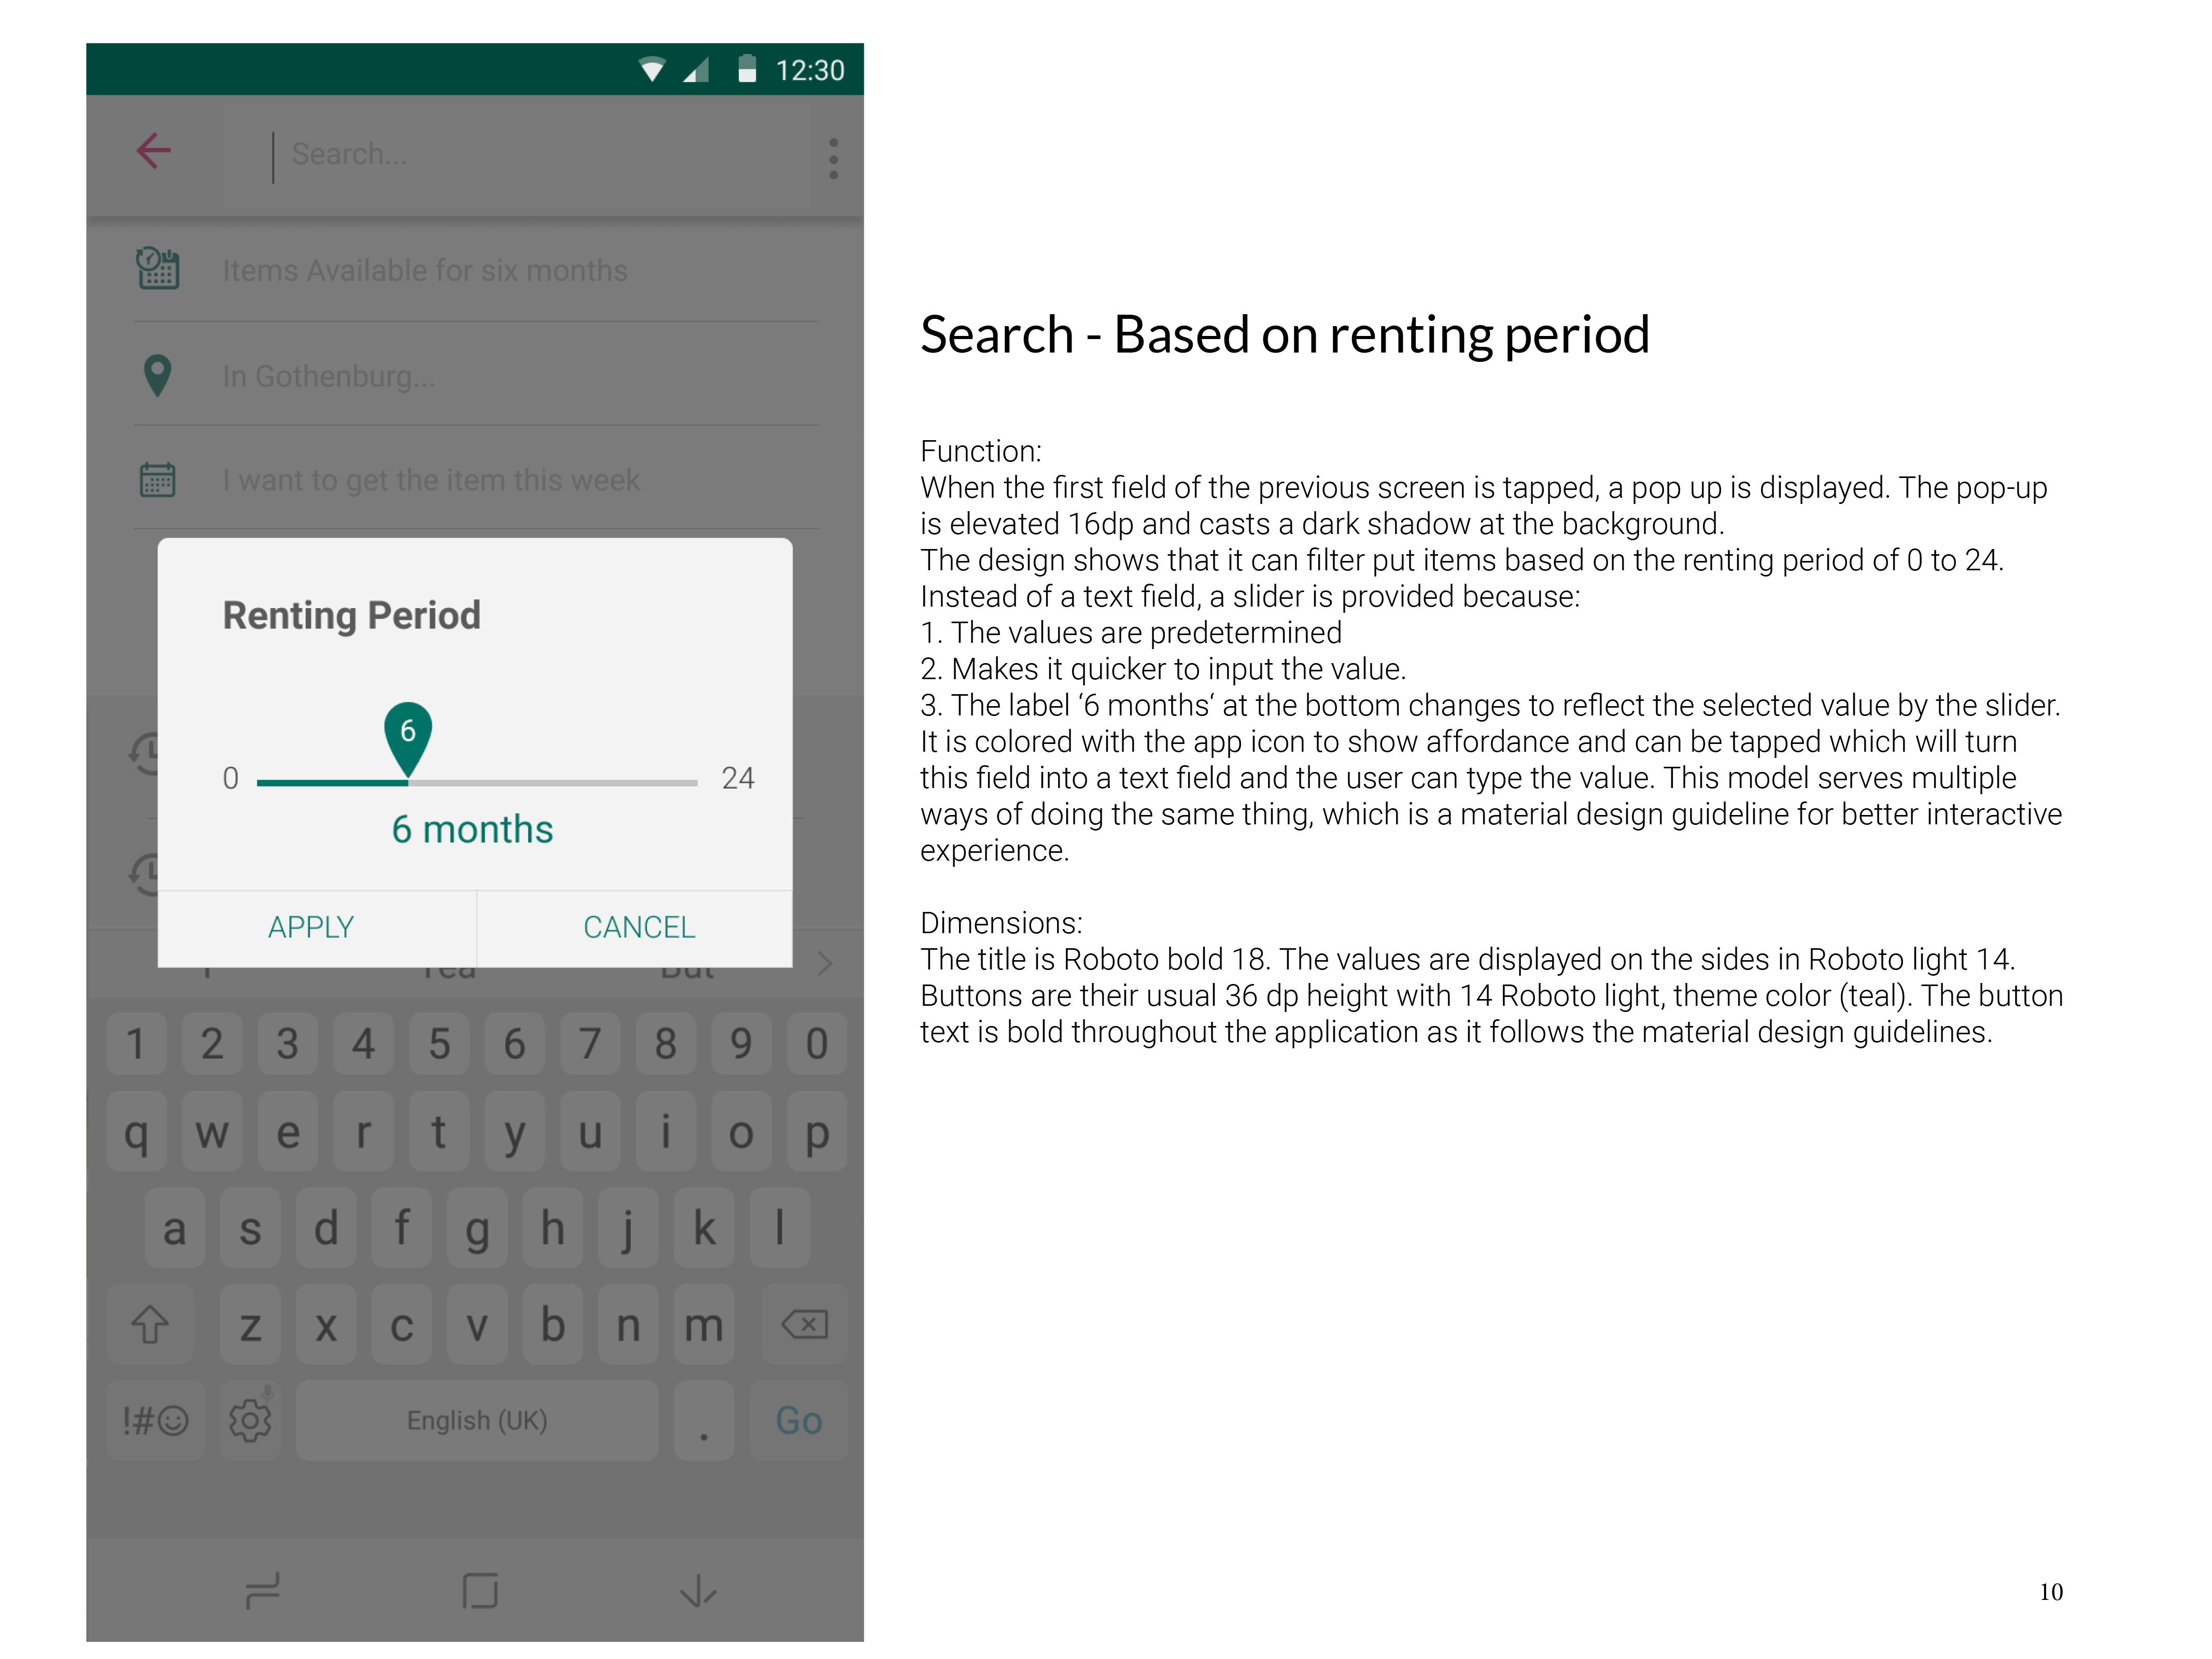 12:30
Search...
Items Available for six months
In Gothenburg...
I want to get the item this week
Renting Period
6
0
24
6 months
APPLY
CANCEL
1 2 3 4 5 6 7 8 9 0
q w e r t y u i o p
a s d f g h j k l
z x c v b n m
!#
English (UK)
.
Go
Search - Based on renting period
Function:
When the first field of the previous screen is tapped, a pop up is displayed. The pop-up
is elevated 16dp and casts a dark shadow at the background.
The design shows that it can filter put items based on the renting period of 0 to 24.
Instead of a text field, a slider is provided because:
1. The values are predetermined
2. Makes it quicker to input the value.
3. The label ‘6 months‘ at the bottom changes to reflect the selected value by the slider.
It is colored with the app icon to show affordance and can be tapped which will turn
this field into a text field and the user can type the value. This model serves multiple
ways of doing the same thing, which is a material design guideline for better interactive
experience.
Dimensions:
The title is Roboto bold 18. The values are displayed on the sides in Roboto light 14.
Buttons are their usual 36 dp height with 14 Roboto light, theme color (teal). The button
text is bold throughout the application as it follows the material design guidelines.
10